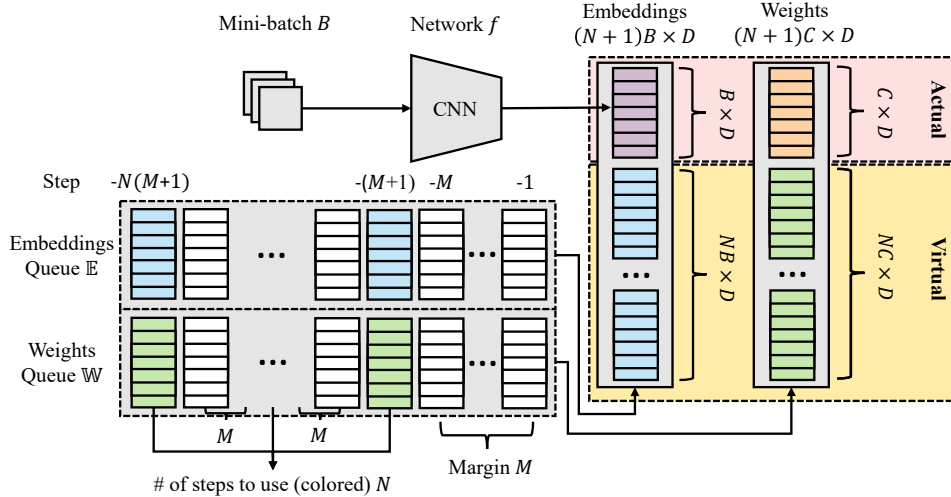 Mini-batch B
Network f
Embeddings
(N + 1)B × D
Weights
(N + 1)C × D
CNN
B × D
C × D
Actual
Step
-N(M+1)
-(M+1)
-M
-1
Embeddings
Queue 𝔼
...
...
Weights
Queue 𝕎
...
...
...
...
NB × D
NC × D
Virtual
M
M
Margin M
# of steps to use (colored) N